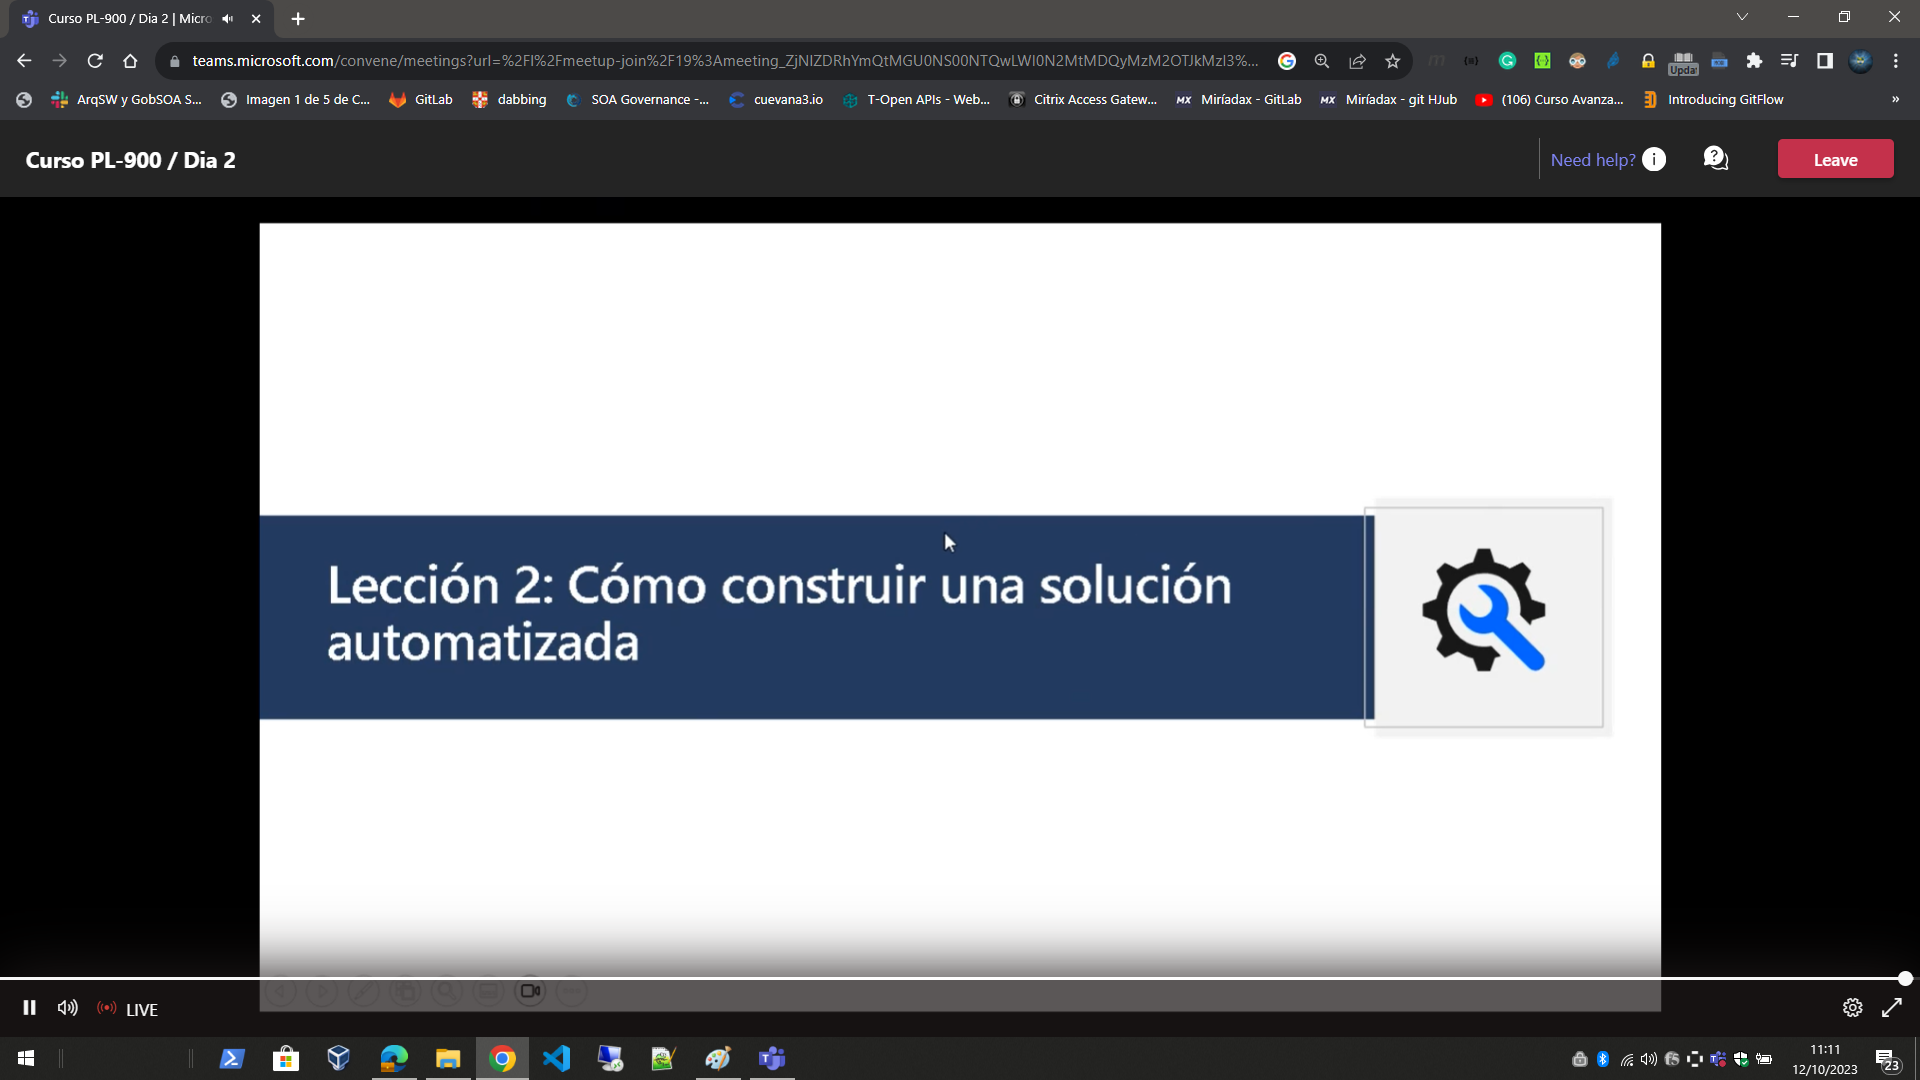 Curso PL-900 / Dia 2 | Micro
teams.microsoft.com/convene/meetings?url=%2Fl%2Fmeetup-join%2F19%3Ameeting_ZjNlZDRhYmQtMGU0NS00NTQwLWI0N2MtMDQyMzM2OTJkMzI3%...
Upda
ArqSW y GobSOA S... Imagen 1 de 5 de C... GitLab dabbing SOA Governance -... cuevana3.io T-Open APIs - Web... Citrix Access Gatew... Miríadax - GitLab Miríadax - git HJub (106) Curso Avanza... Introducing GitFlow »
Curso PL-900 / Dia 2
Need help?
Leave
Lección 2: Cómo construir una solución
automatizada
LIVE
11:11
12/10/2023
23